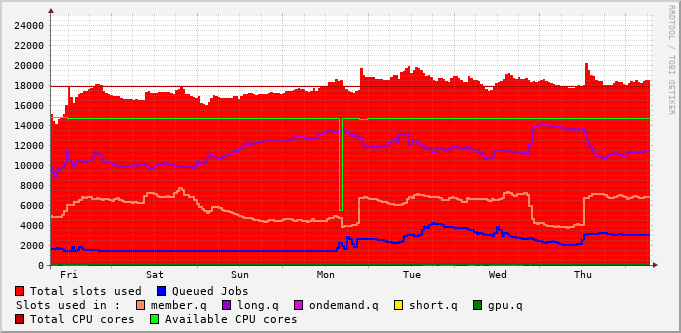 24000
22000
20000
18000
16000
14000
12000
10000
8000
6000
4000
2000
0
Fri Sat Sun Mon Tue Wed Thu
Total slots used Queued Jobs
Slots used in : member.q long.q ondemand.q short.q gpu.q
Total CPU cores Available CPU cores
RRDTOOL / TOBI OETIKER